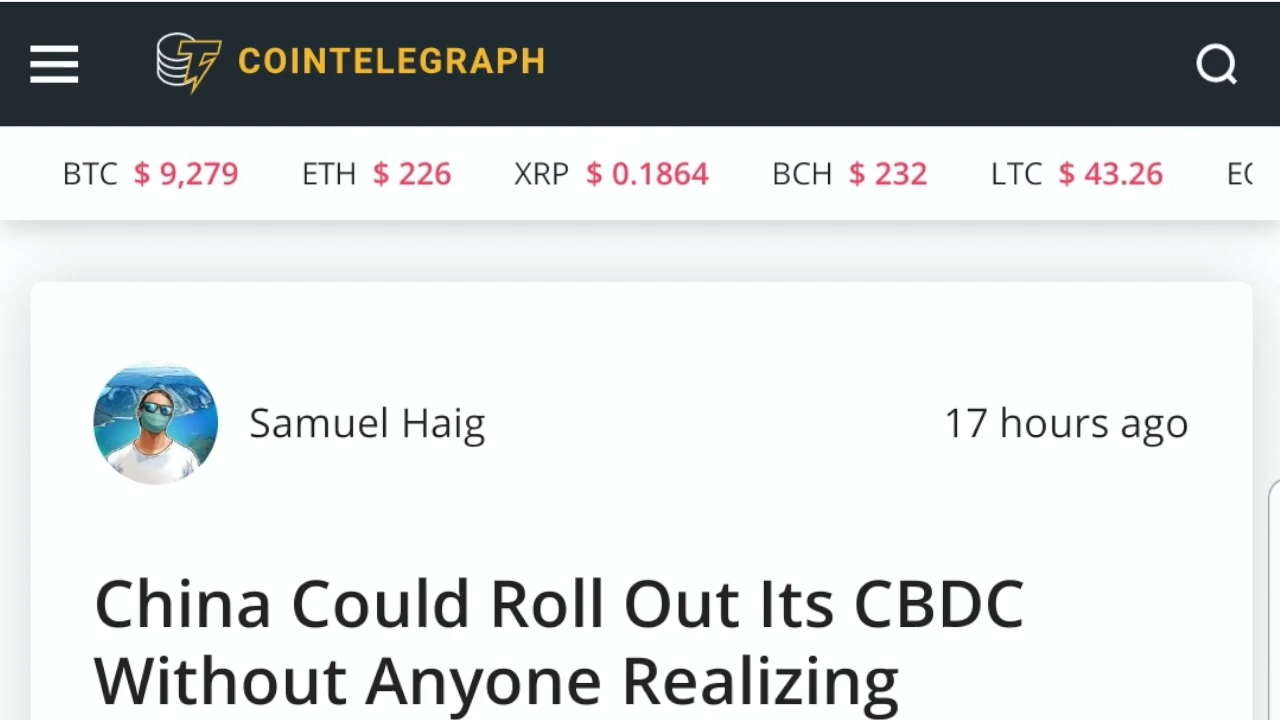 COINTELEGRAPH
BTC $ 9,279 ETH $ 226 XRP $ 0.1864 BCH $ 232 LTC $ 43.26
Samuel Haig 17 hours ago
China Could Roll Out Its CBDC
Without Anyone Realizing